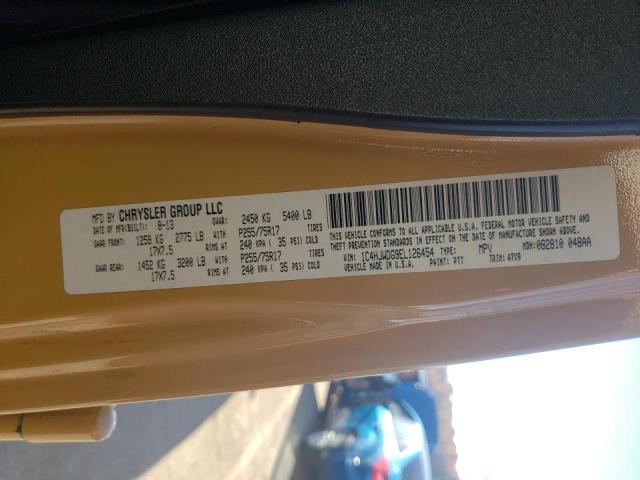 MFD BY CHRYSLER GROUP LLC
DATE OF MFR(BUILT): 8-13 GVWR: 2450 KG 5400 LB
GAWR FRONT: 1259 KG 2775 LB WITH P255/75R17 TIRES
17X7.5 RIMS AT 240 KPA ( 35 PSI) COLD
GAWR REAR: 1452 KG 3200 LB WITH P255/75R17 TIRES
17X7.5 RIMS AT 240 KPA ( 35 PSI) COLD
THIS VEHICLE CONFORMS TO ALL APPLICABLE U.S.A. FEDERAL MOTOR VEHICLE SAFETY AND
THEFT PREVENTION STANDARDS IN EFFECT ON THE DATE OF MANUFACTURE SHOWN ABOVE.
VIN: 1C4HJWDG9EL126454 TYPE: MPV MDH: 082810 048AA
VEHICLE MADE IN U.S.A. PAINT: PTT TRIM: A7X9